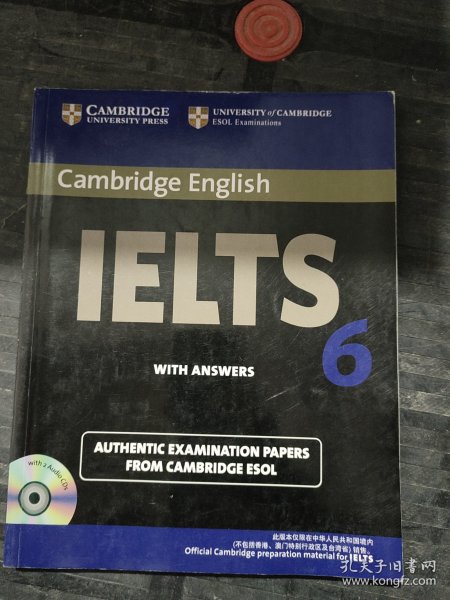 CAMBRIDGE
UNIVERSITY PRESS
UNIVERSITY of CAMBRIDGE
ESOL Examinations
Cambridge English
IELTS
6
WITH ANSWERS
AUTHENTIC EXAMINATION PAPERS
FROM CAMBRIDGE ESOL
with 2 Audio CDs
此版本仅限在中华人民共和国境内
(不包括香港、澳门特别行政区及台湾省)销售。
Official Cambridge preparation material for IELTS
孔夫子旧书网
www.kongfz.com